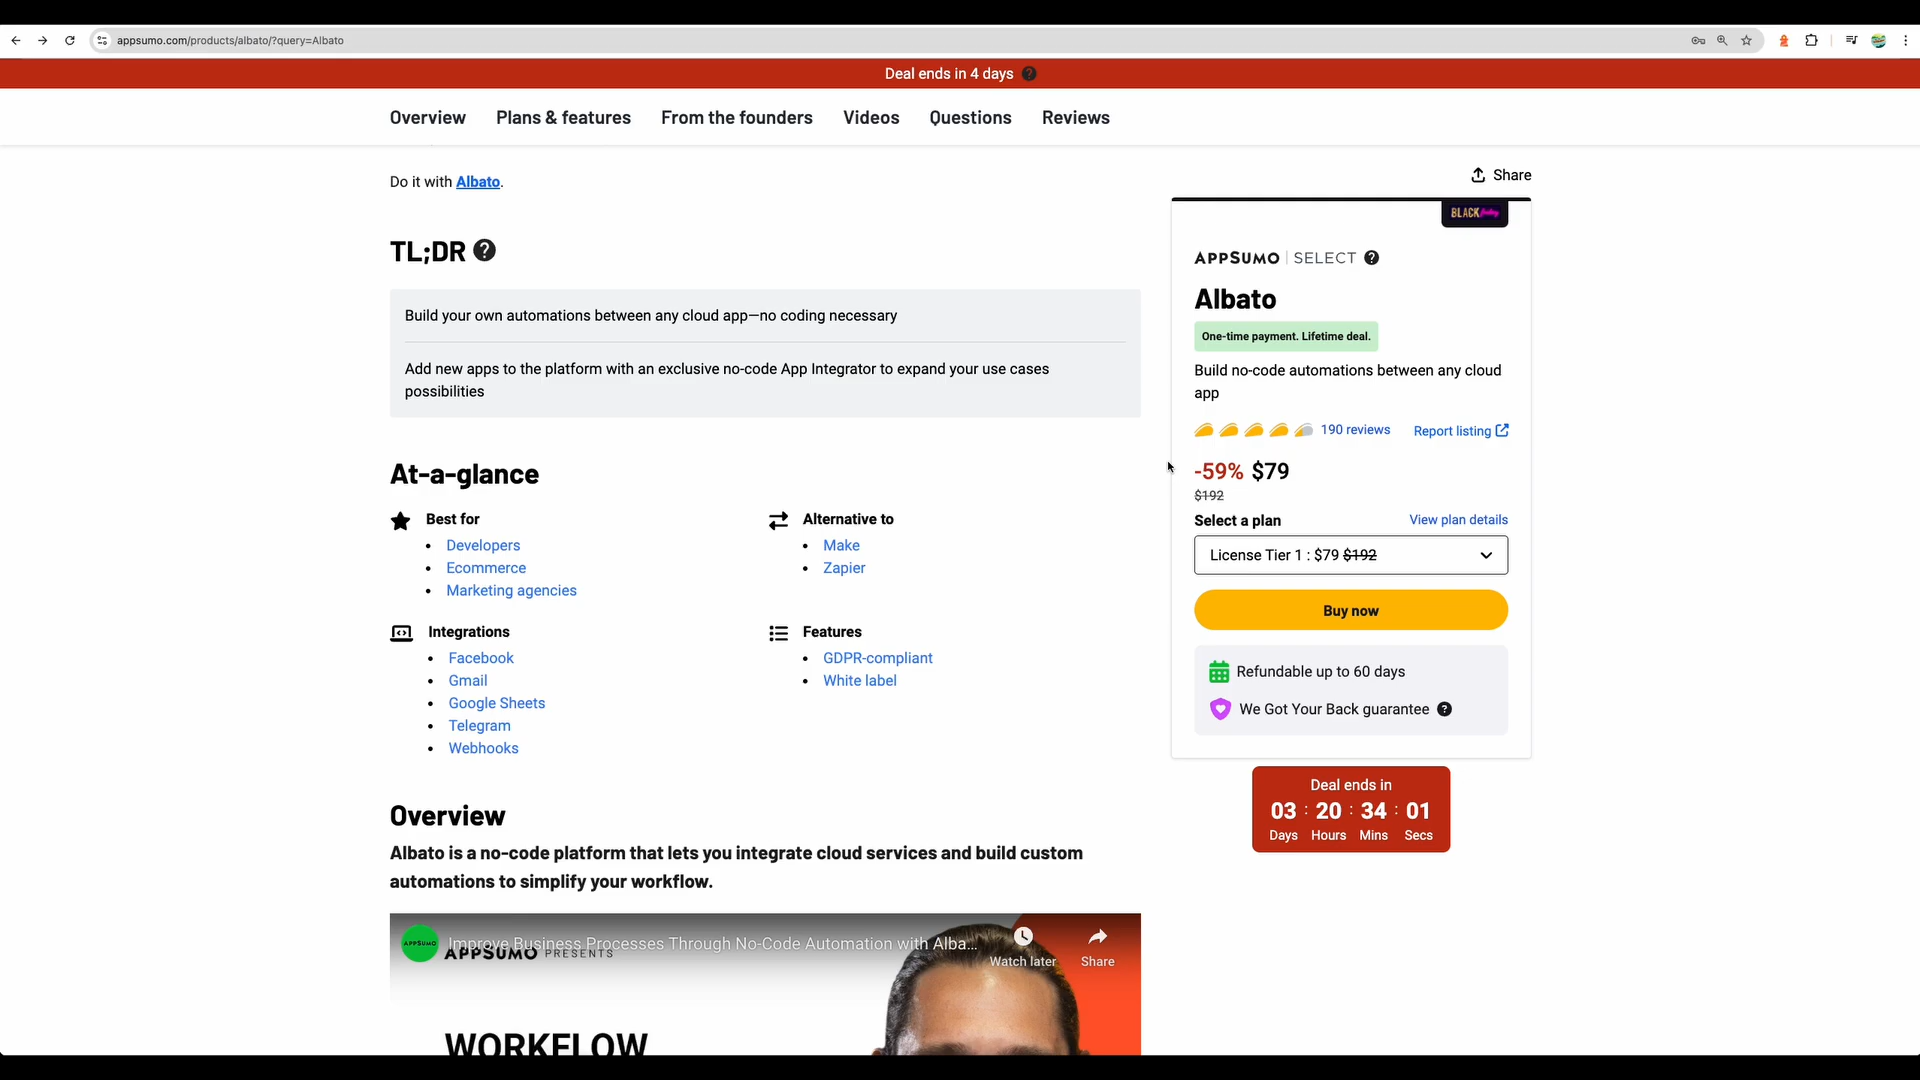 appsumo.com/products/albato/?query=Albato
Deal ends in 4 days ?
Overview
Plans & features
From the founders
Videos
Questions
Reviews
Do it with Albato.
Share
TL;DR ?
Build your own automations between any cloud app—no coding necessary
Add new apps to the platform with an exclusive no-code App Integrator to expand your use cases
possibilities
At-a-glance
Best for
Developers
Ecommerce
Marketing agencies
Alternative to
Make
Zapier
Integrations
Facebook
Gmail
Google Sheets
Telegram
Webhooks
Features
GDPR-compliant
White label
Overview
Albato is a no-code platform that lets you integrate cloud services and build custom
automations to simplify your workflow.
APPSUMO
Improve Business Processes Through No-Code Automation with Alba...
APPSUMO PRESENTS
Watch later
Share
WORKFLOW
BLACK friday
APPSUMO SELECT ?
Albato
One-time payment. Lifetime deal.
Build no-code automations between any cloud
app
190 reviews
Report listing
-59% $79
$192
Select a plan
View plan details
License Tier 1 : $79 $192
Buy now
Refundable up to 60 days
We Got Your Back guarantee ?
Deal ends in
03 : 20 : 34 : 01
Days Hours Mins Secs